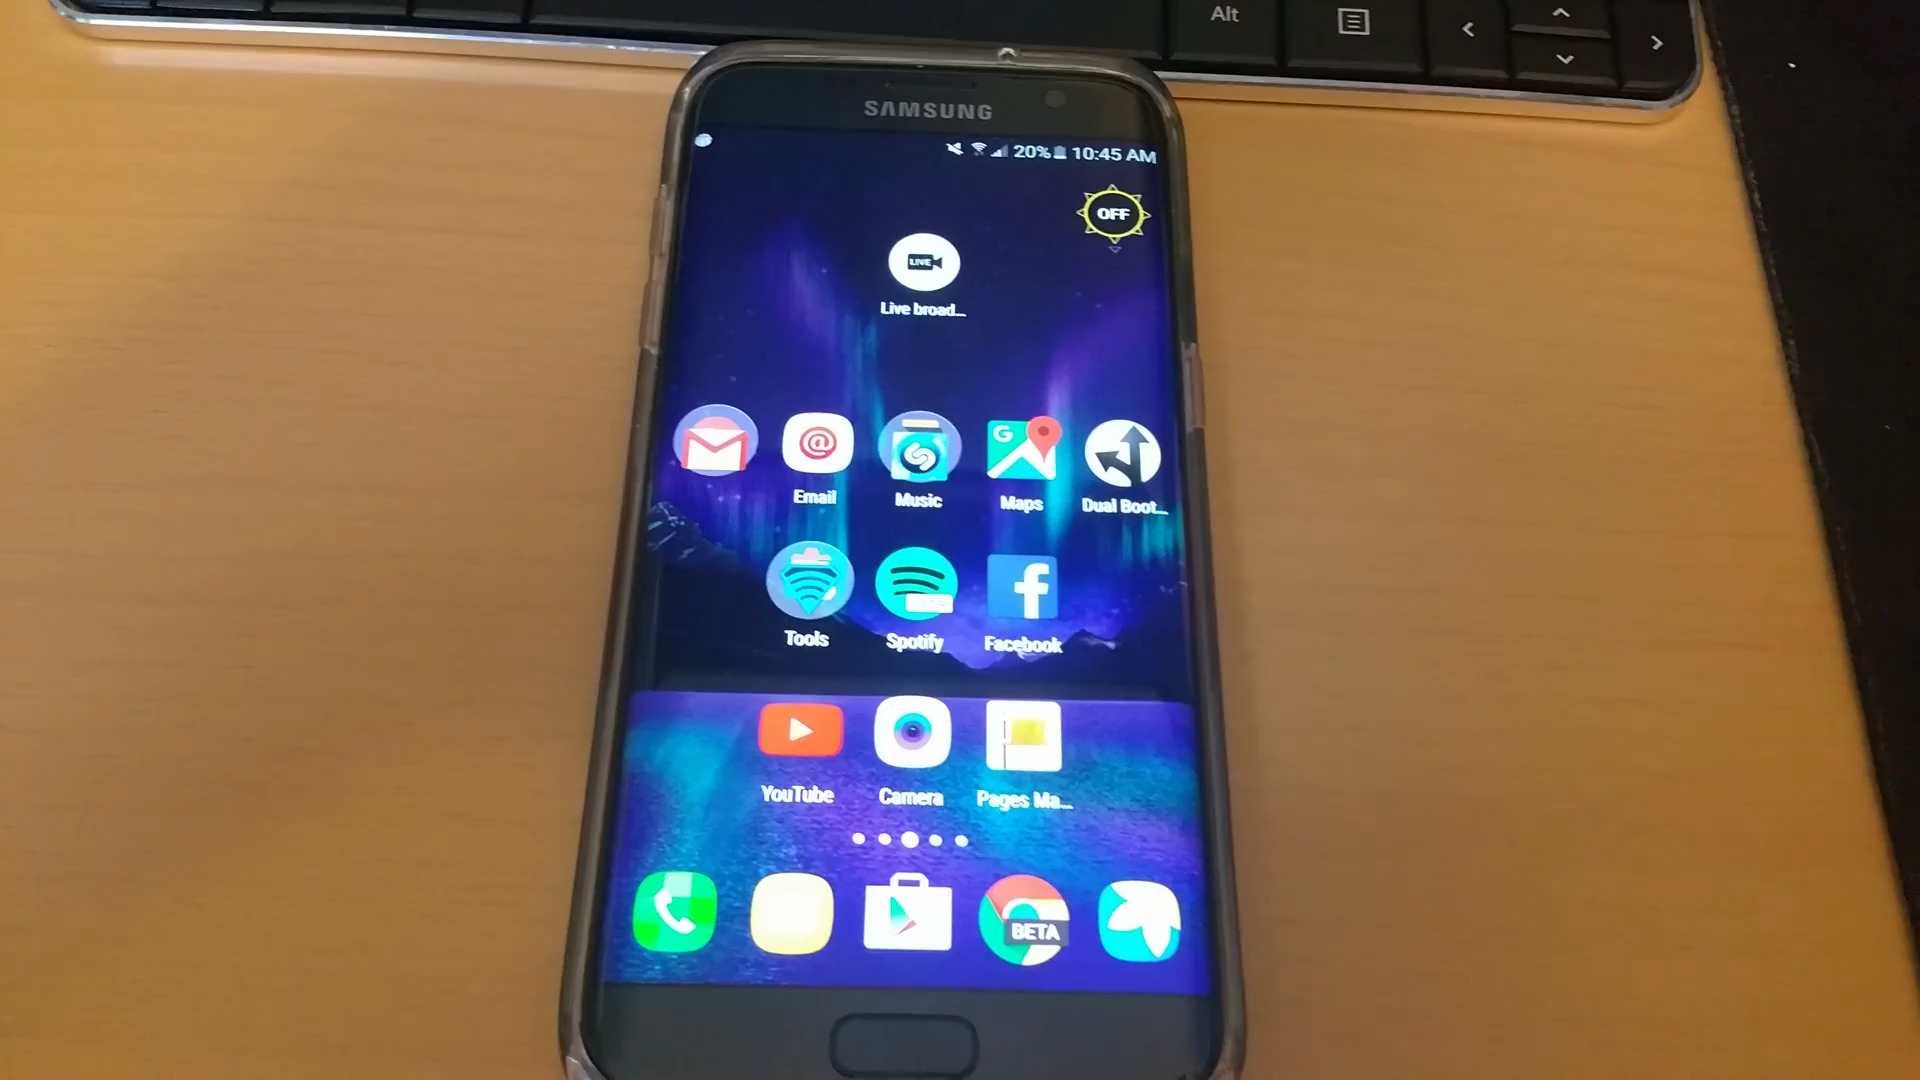 Alt
SAMSUNG
20% 10:45 AM
OFF
LIVE
Live broad...
G
Email
Music
Maps
Dual Boot...
Tools
Spotify
Facebook
YouTube
Camera
Pages Ma...
BETA